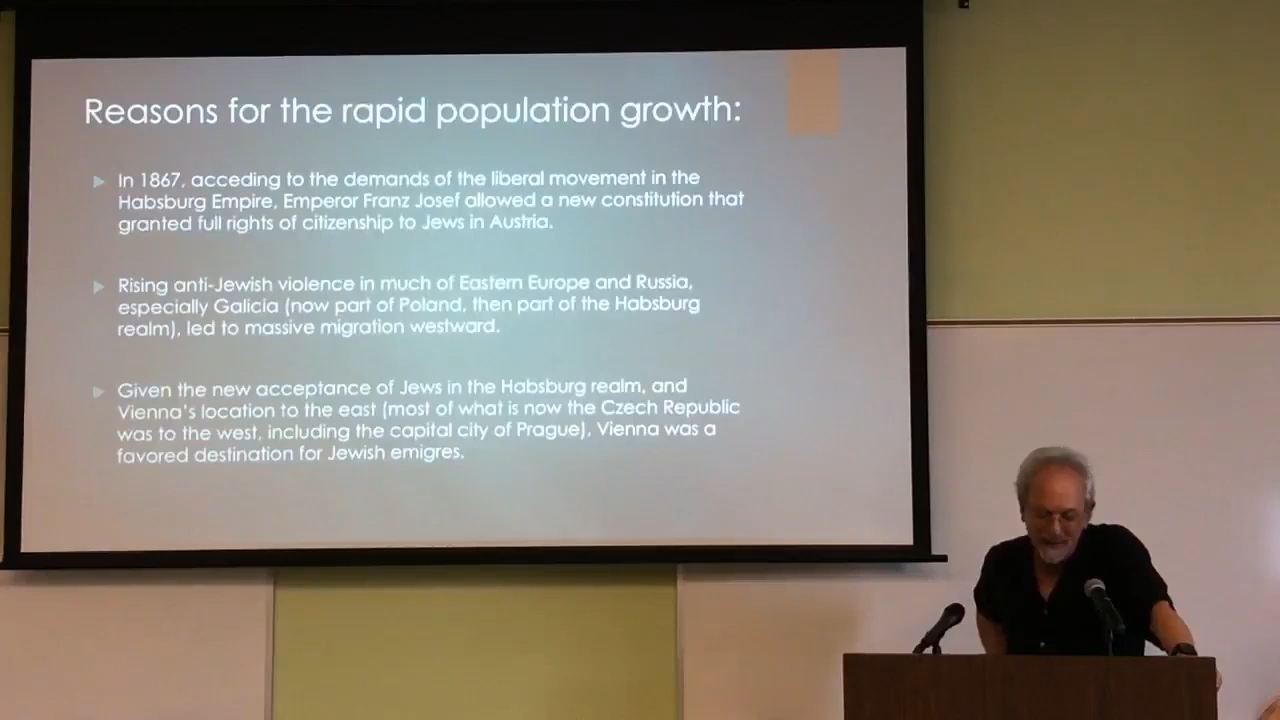 Reasons for the rapid population growth:
In 1867, acceding to the demands of the liberal movement in the
Habsburg Empire, Emperor Franz Josef allowed a new constitution that
granted full rights of citizenship to Jews in Austria.
Rising anti-Jewish violence in much of Eastern Europe and Russia,
especially Galicia (now part of Poland, then part of the Habsburg
realm), led to massive migration westward.
Given the new acceptance of Jews in the Habsburg realm, and
Vienna's location to the east (most of what is now the Czech Republic
was to the west, including the capital city of Prague), Vienna was a
favored destination for Jewish emigres.